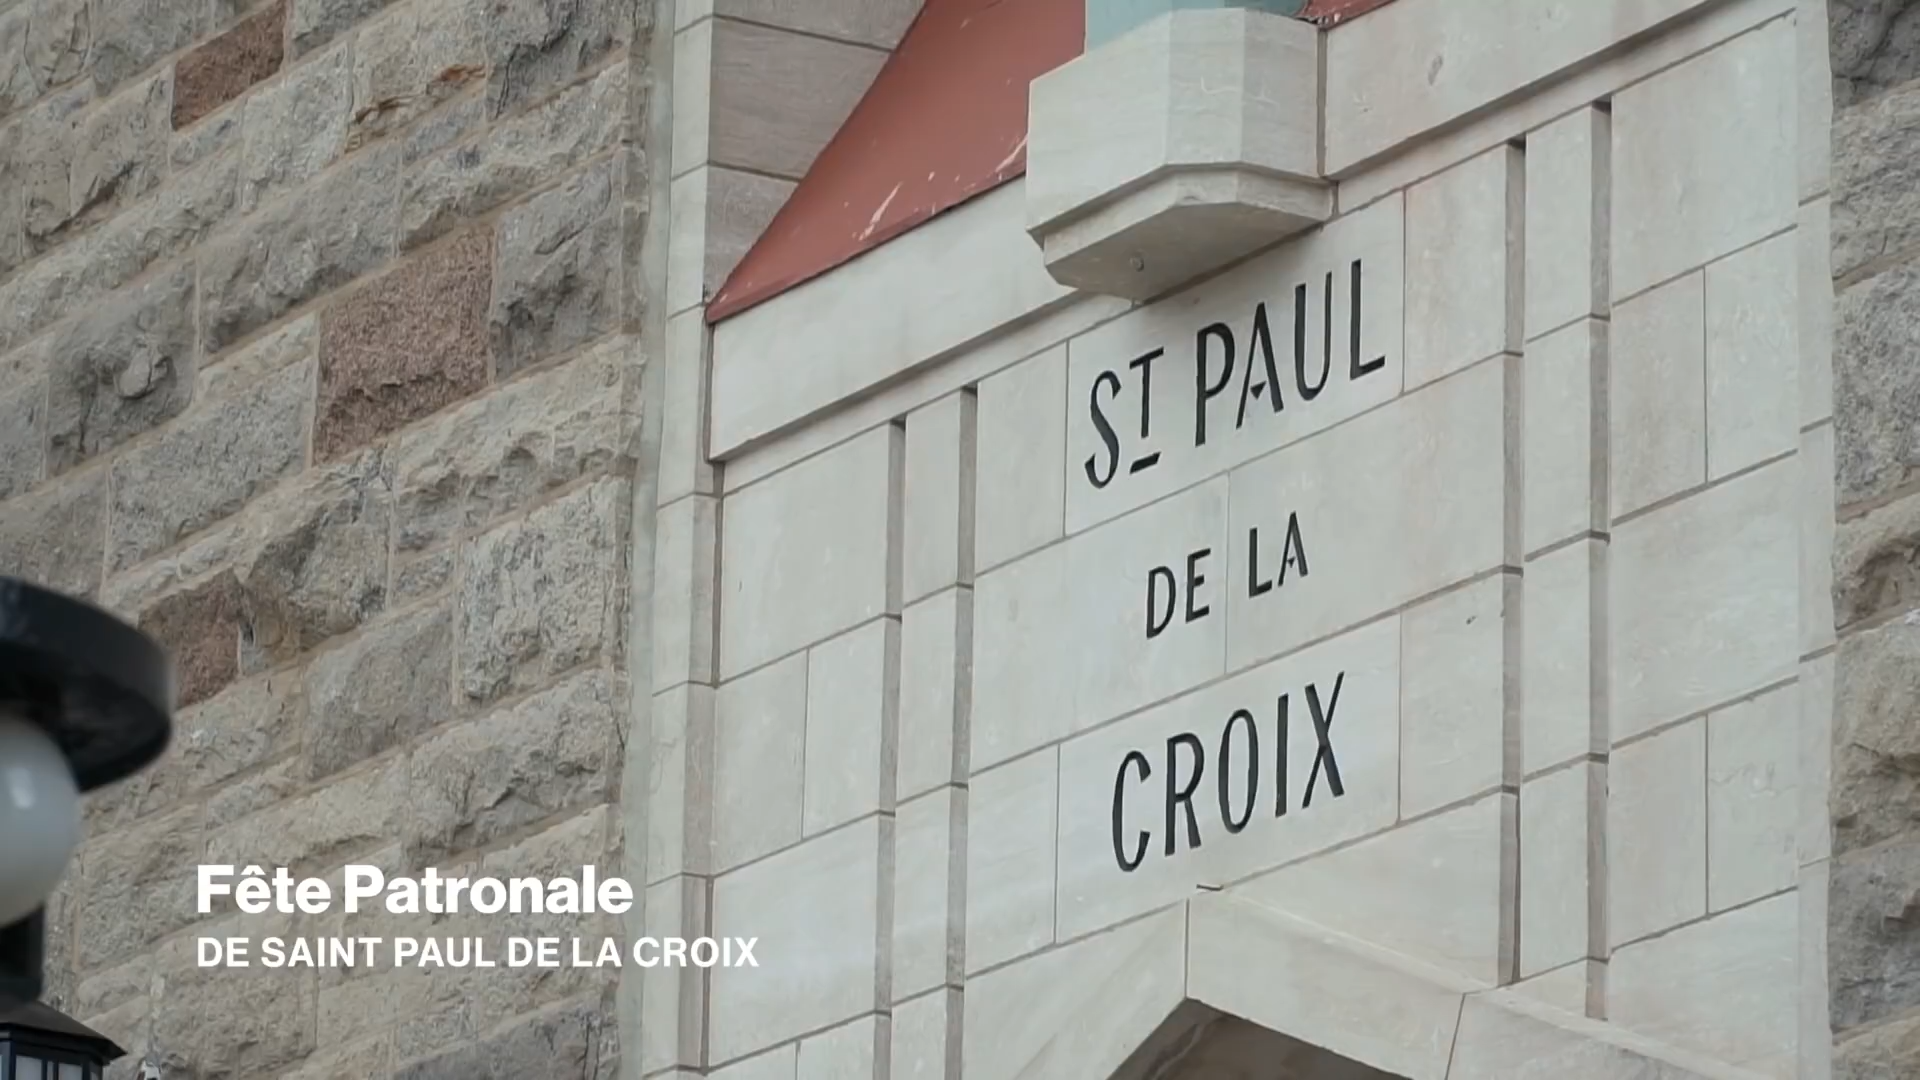 ST PAUL
DE LA
CROIX
Fête Patronale
DE SAINT PAUL DE LA CROIX